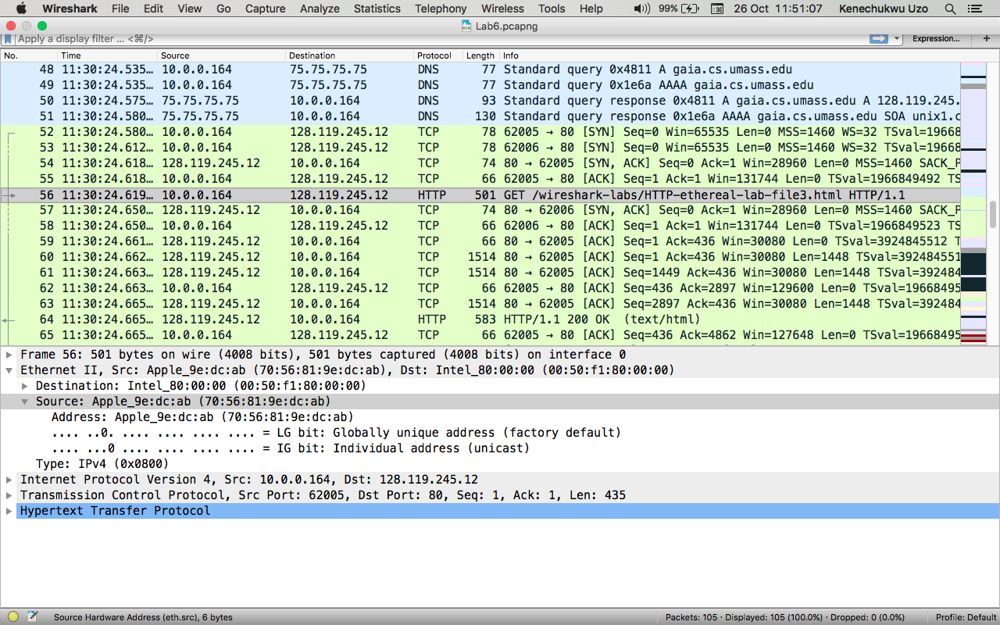 Wireshark File Edit View Go Capture Analyze Statistics Telephony Wireless Tools Help 99% 26 Oct 11:51:07 Kenechukwu Uzo
Lab6.pcapng
Apply a display filter ... <⌘/> Expression... +
No. Time Source Destination Protocol Length Info
48 11:30:24.535… 10.0.0.164 75.75.75.75 DNS 77 Standard query 0x4811 A gaia.cs.umass.edu
49 11:30:24.535… 10.0.0.164 75.75.75.75 DNS 77 Standard query 0x1e6a AAAA gaia.cs.umass.edu
50 11:30:24.575… 75.75.75.75 10.0.0.164 DNS 93 Standard query response 0x4811 A gaia.cs.umass.edu A 128.119.245.
51 11:30:24.580… 75.75.75.75 10.0.0.164 DNS 130 Standard query response 0x1e6a AAAA gaia.cs.umass.edu SOA unix1.c
52 11:30:24.580… 10.0.0.164 128.119.245.12 TCP 78 62005 → 80 [SYN] Seq=0 Win=65535 Len=0 MSS=1460 WS=32 TSval=19668
53 11:30:24.612… 10.0.0.164 128.119.245.12 TCP 78 62006 → 80 [SYN] Seq=0 Win=65535 Len=0 MSS=1460 WS=32 TSval=19668
54 11:30:24.618… 128.119.245.12 10.0.0.164 TCP 74 80 → 62005 [SYN, ACK] Seq=0 Ack=1 Win=28960 Len=0 MSS=1460 SACK_P
55 11:30:24.618… 10.0.0.164 128.119.245.12 TCP 66 62005 → 80 [ACK] Seq=1 Ack=1 Win=131744 Len=0 TSval=1966849492 TS
56 11:30:24.619… 10.0.0.164 128.119.245.12 HTTP 501 GET /wireshark-labs/HTTP-ethereal-lab-file3.html HTTP/1.1
57 11:30:24.650… 128.119.245.12 10.0.0.164 TCP 74 80 → 62006 [SYN, ACK] Seq=0 Ack=1 Win=28960 Len=0 MSS=1460 SACK_P
58 11:30:24.650… 10.0.0.164 128.119.245.12 TCP 66 62006 → 80 [ACK] Seq=1 Ack=1 Win=131744 Len=0 TSval=1966849523 TS
59 11:30:24.661… 128.119.245.12 10.0.0.164 TCP 66 80 → 62005 [ACK] Seq=1 Ack=436 Win=30080 Len=0 TSval=3924845512 T
60 11:30:24.662… 128.119.245.12 10.0.0.164 TCP 1514 80 → 62005 [ACK] Seq=1 Ack=436 Win=30080 Len=1448 TSval=392484551
61 11:30:24.663… 128.119.245.12 10.0.0.164 TCP 1514 80 → 62005 [ACK] Seq=1449 Ack=436 Win=30080 Len=1448 TSval=392484
62 11:30:24.663… 10.0.0.164 128.119.245.12 TCP 66 62005 → 80 [ACK] Seq=436 Ack=2897 Win=129600 Len=0 TSval=19668495
63 11:30:24.665… 128.119.245.12 10.0.0.164 TCP 1514 80 → 62005 [ACK] Seq=2897 Ack=436 Win=30080 Len=1448 TSval=392484
64 11:30:24.665… 128.119.245.12 10.0.0.164 HTTP 583 HTTP/1.1 200 OK (text/html)
65 11:30:24.665… 10.0.0.164 128.119.245.12 TCP 66 62005 → 80 [ACK] Seq=436 Ack=4862 Win=127648 Len=0 TSval=19668495
Frame 56: 501 bytes on wire (4008 bits), 501 bytes captured (4008 bits) on interface 0
Ethernet II, Src: Apple_9e:dc:ab (70:56:81:9e:dc:ab), Dst: Intel_80:00:00 (00:50:f1:80:00:00)
Destination: Intel_80:00:00 (00:50:f1:80:00:00)
Source: Apple_9e:dc:ab (70:56:81:9e:dc:ab)
Address: Apple_9e:dc:ab (70:56:81:9e:dc:ab)
.... ..0. .... .... .... .... = LG bit: Globally unique address (factory default)
.... ...0 .... .... .... .... = IG bit: Individual address (unicast)
Type: IPv4 (0x0800)
Internet Protocol Version 4, Src: 10.0.0.164, Dst: 128.119.245.12
Transmission Control Protocol, Src Port: 62005, Dst Port: 80, Seq: 1, Ack: 1, Len: 435
Hypertext Transfer Protocol
Source Hardware Address (eth.src), 6 bytes Packets: 105 · Displayed: 105 (100.0%) · Dropped: 0 (0.0%) Profile: Default